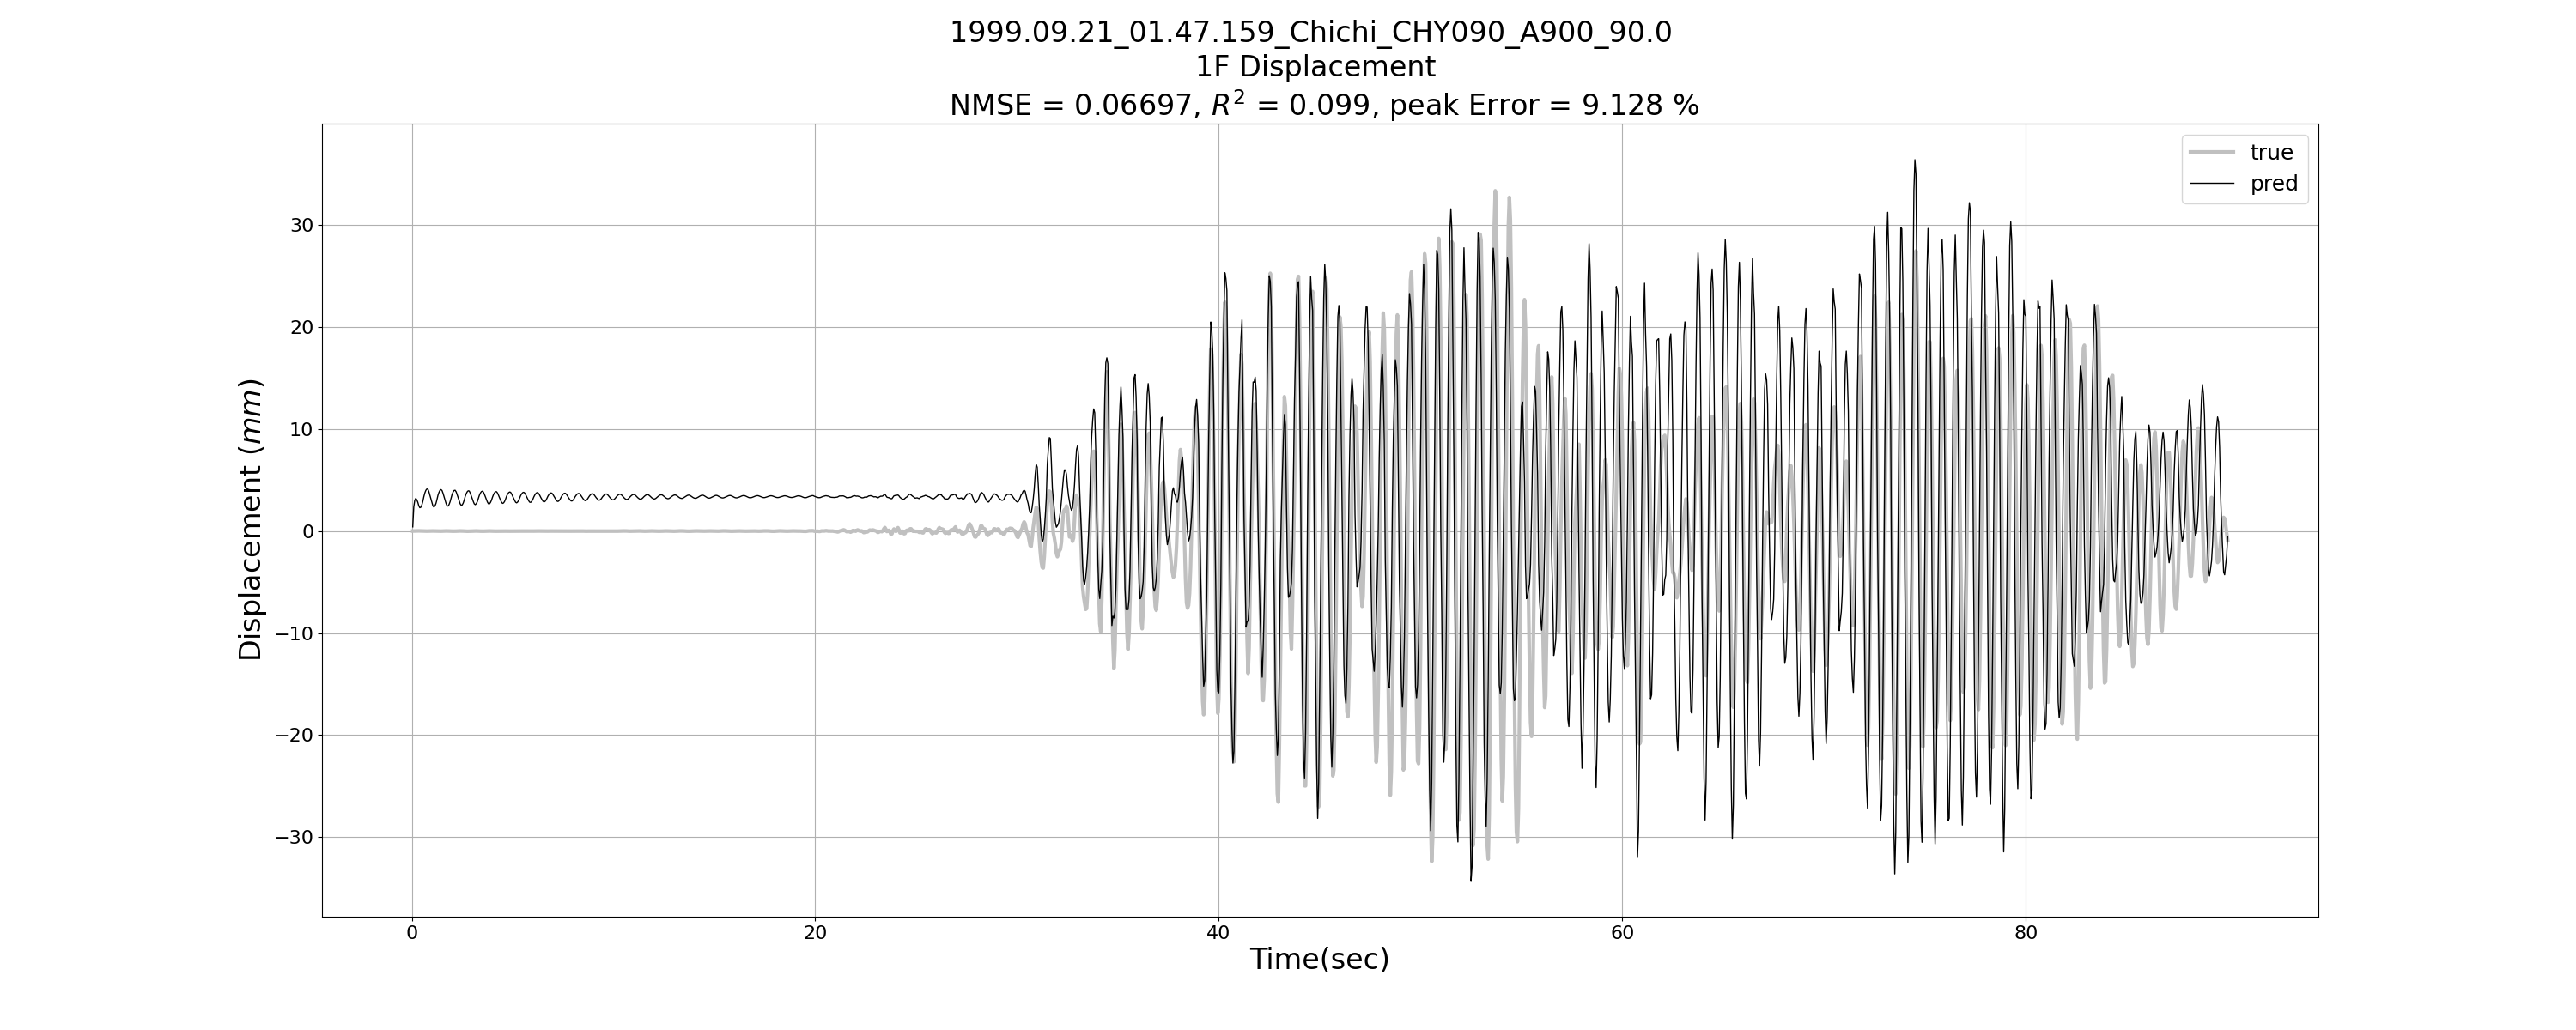 1999.09.21_01.47.159_Chichi_CHY090_A900_90.0
1F Displacement
NMSE = 0.06697, R² = 0.099, peak Error = 9.128 %
true
pred
Displacement (mm)
30
20
10
0
−10
−20
−30
0 20 40 60 80
Time(sec)